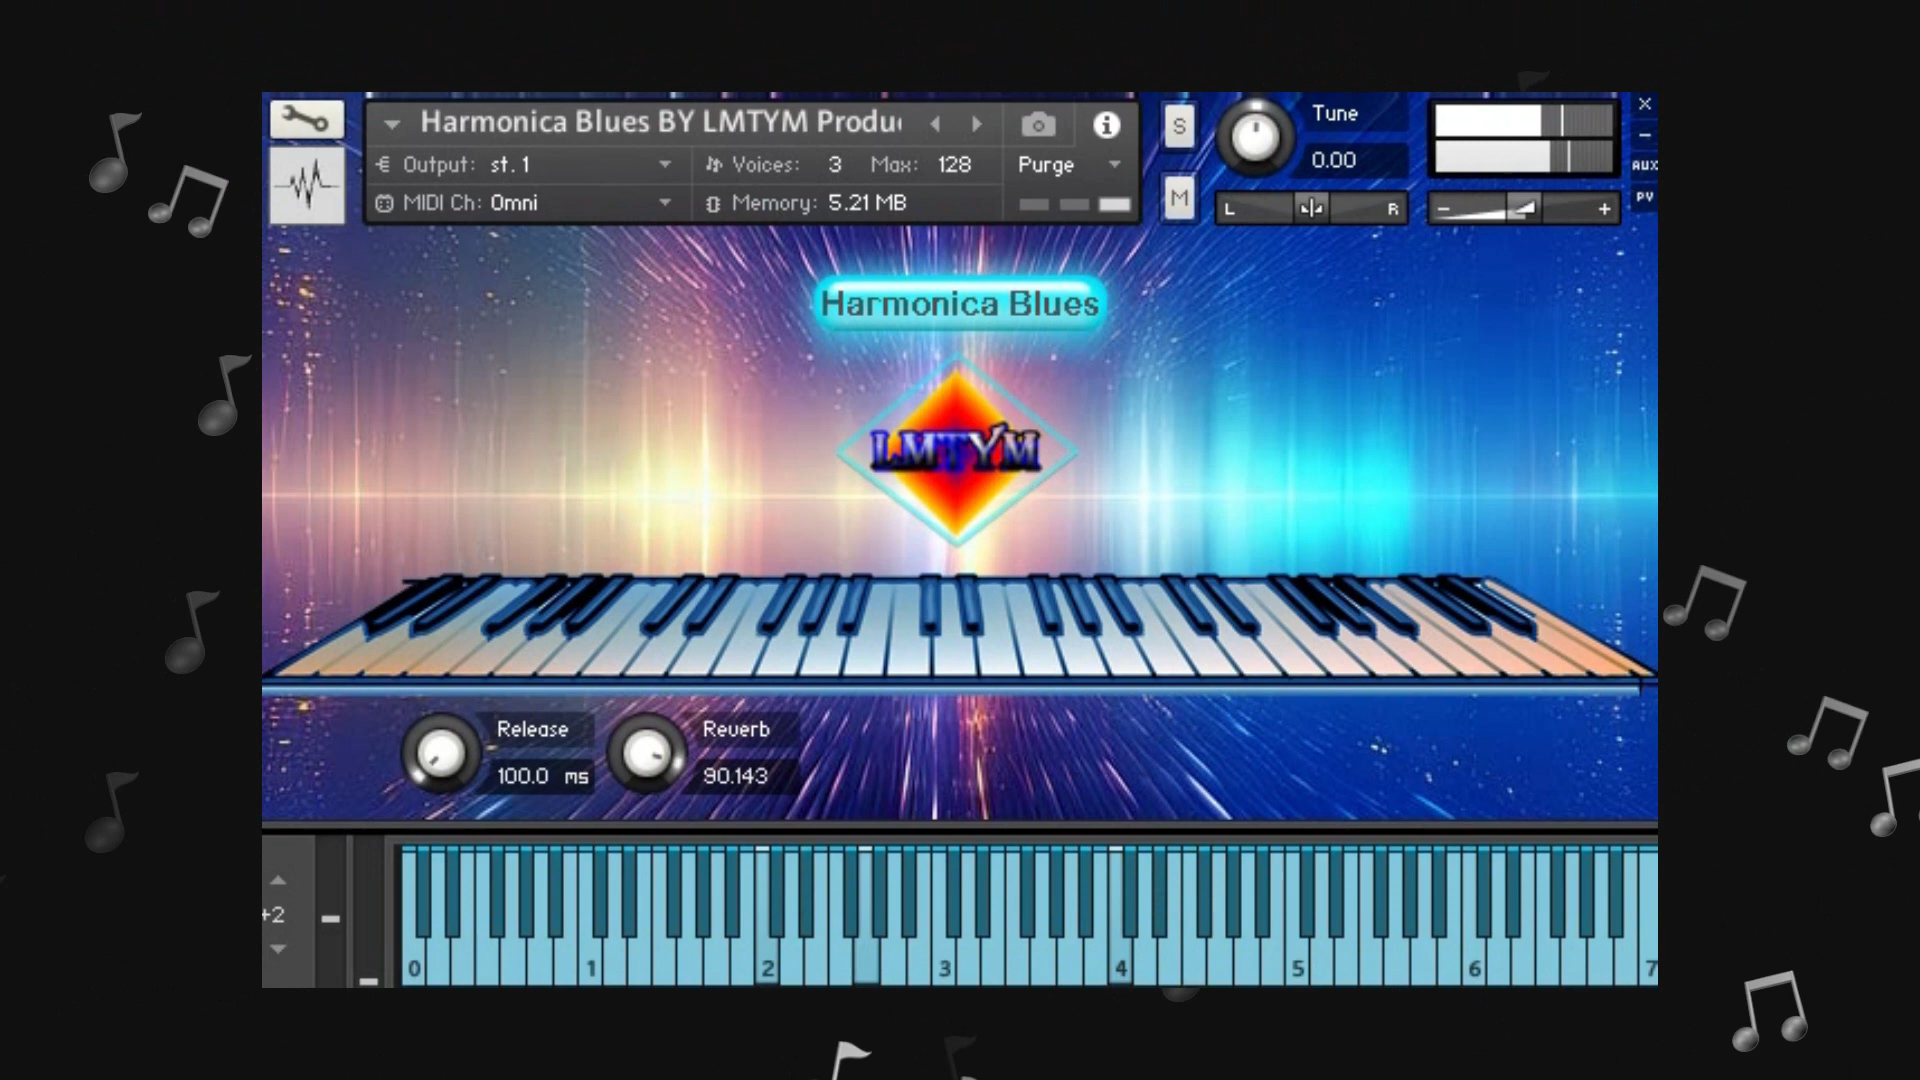 Harmonica Blues BY LMTYM Produ
Output: st. 1
Voices: 3 Max: 128
Purge
MIDI Ch: Omni
Memory: 5.21 MB
S
M
Tune
0.00
L R
- +
×
-
AUX
PV
Harmonica Blues
LMTYM
Release
100.0 ms
Reverb
90.143
+2
0 1 2 3 4 5 6 7